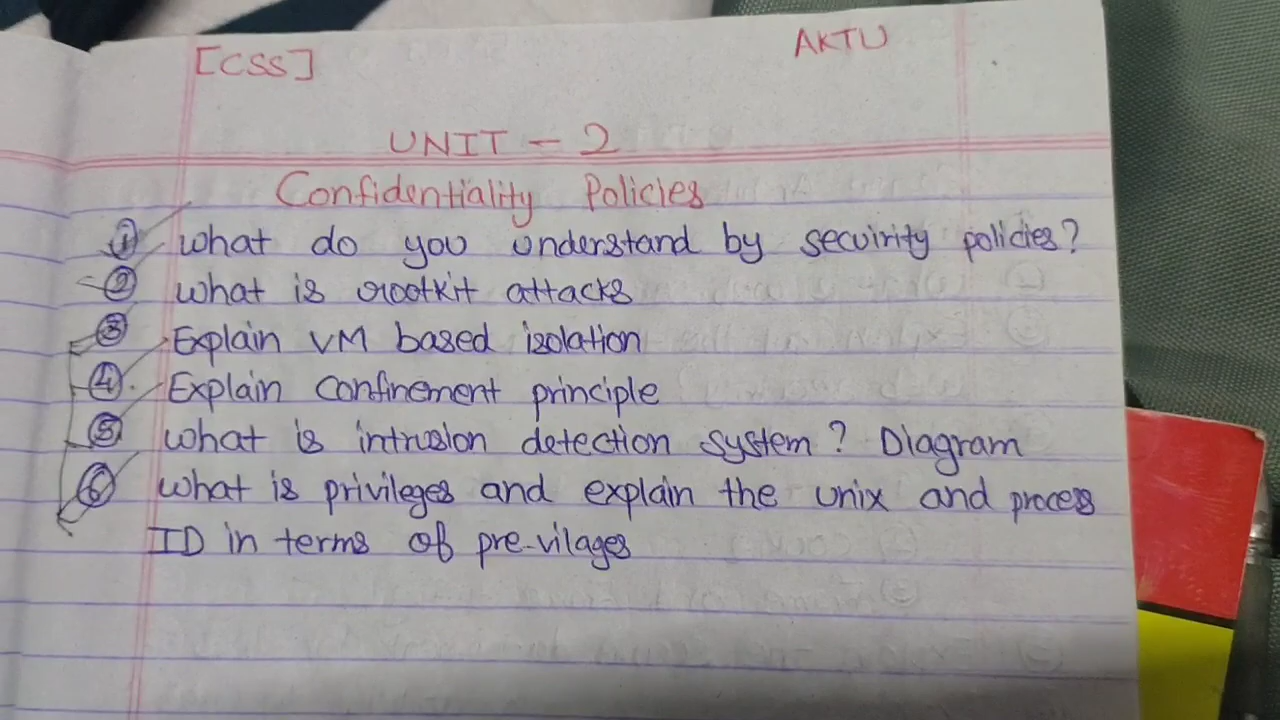 [CSS]
AKTU
UNIT - 2
Confidentiality Policies
① What do you understand by secuirity policies?
② What is rootkit attacks
③ Explain VM based isolation
④. Explain confinement principle
⑤ What is intrusion detection system? Diagram
⑥ What is privileges and explain the unix and process
ID in terms of pre-vilages